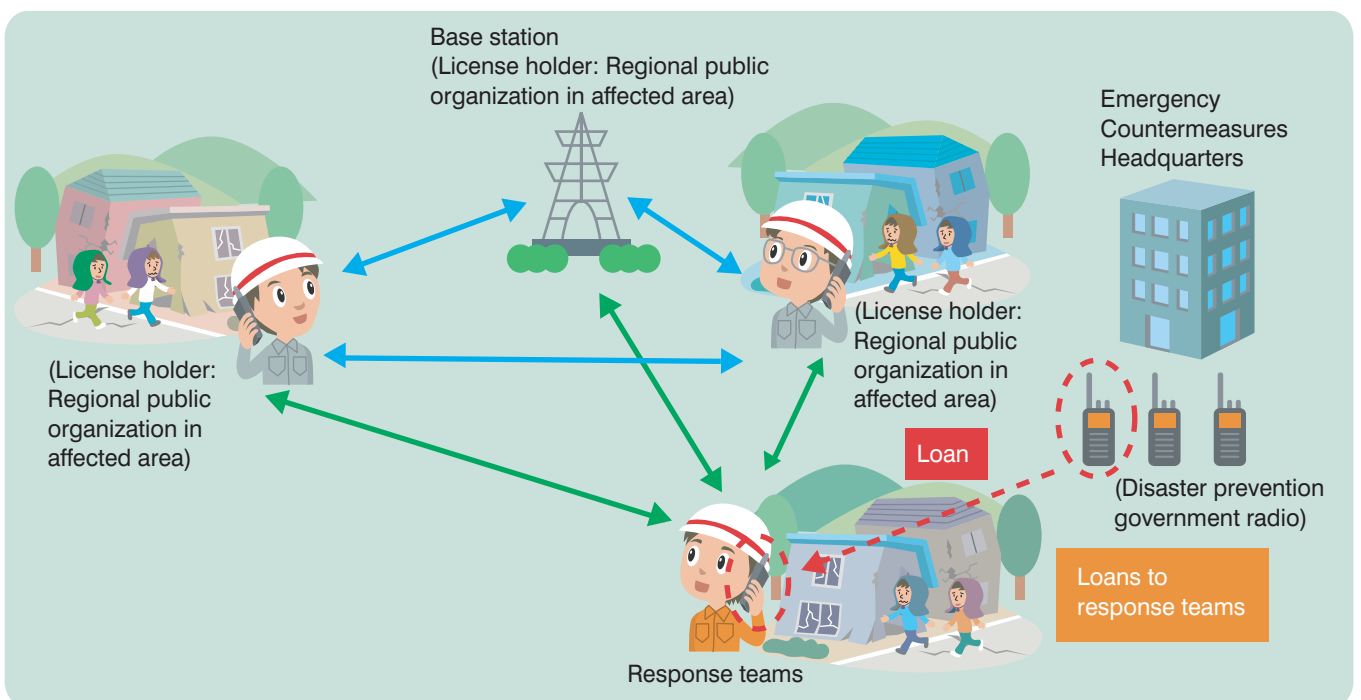 Base station
(License holder: Regional public
organization in affected area)
Emergency
Countermeasures
Headquarters
(License holder:
Regional public
organization in
affected area)
(License holder:
Regional public
organization in
affected area)
Loan
(Disaster prevention
government radio)
Loans to
response teams
Response teams